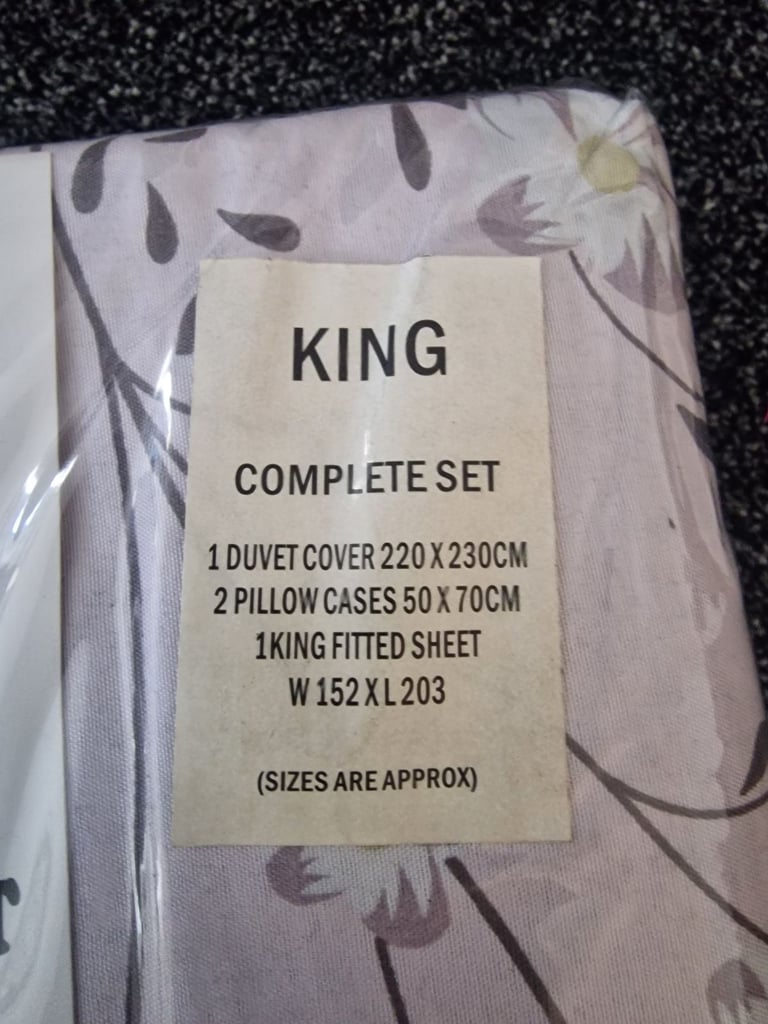 KING
COMPLETE SET
1 DUVET COVER 220 X 230CM
2 PILLOW CASES 50 X 70CM
1KING FITTED SHEET
W 152 X L 203
(SIZES ARE APPROX)